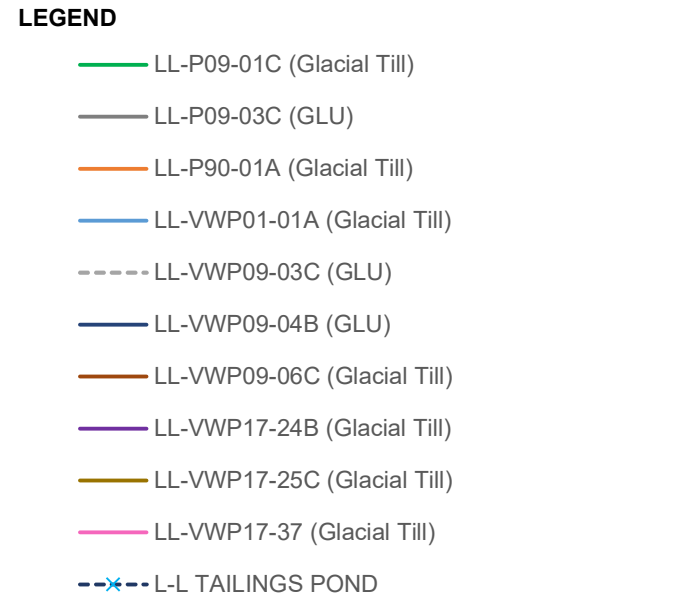 LEGEND
LL-P09-01C (Glacial Till)
LL-P09-03C (GLU)
LL-P90-01A (Glacial Till)
LL-VWP01-01A (Glacial Till)
LL-VWP09-03C (GLU)
LL-VWP09-04B (GLU)
LL-VWP09-06C (Glacial Till)
LL-VWP17-24B (Glacial Till)
LL-VWP17-25C (Glacial Till)
LL-VWP17-37 (Glacial Till)
L-L TAILINGS POND